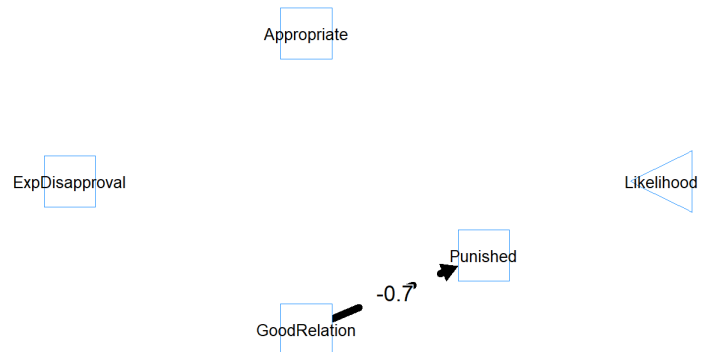 Appropriate
ExpDisapproval
Likelihood
Punished
-0.7
GoodRelation